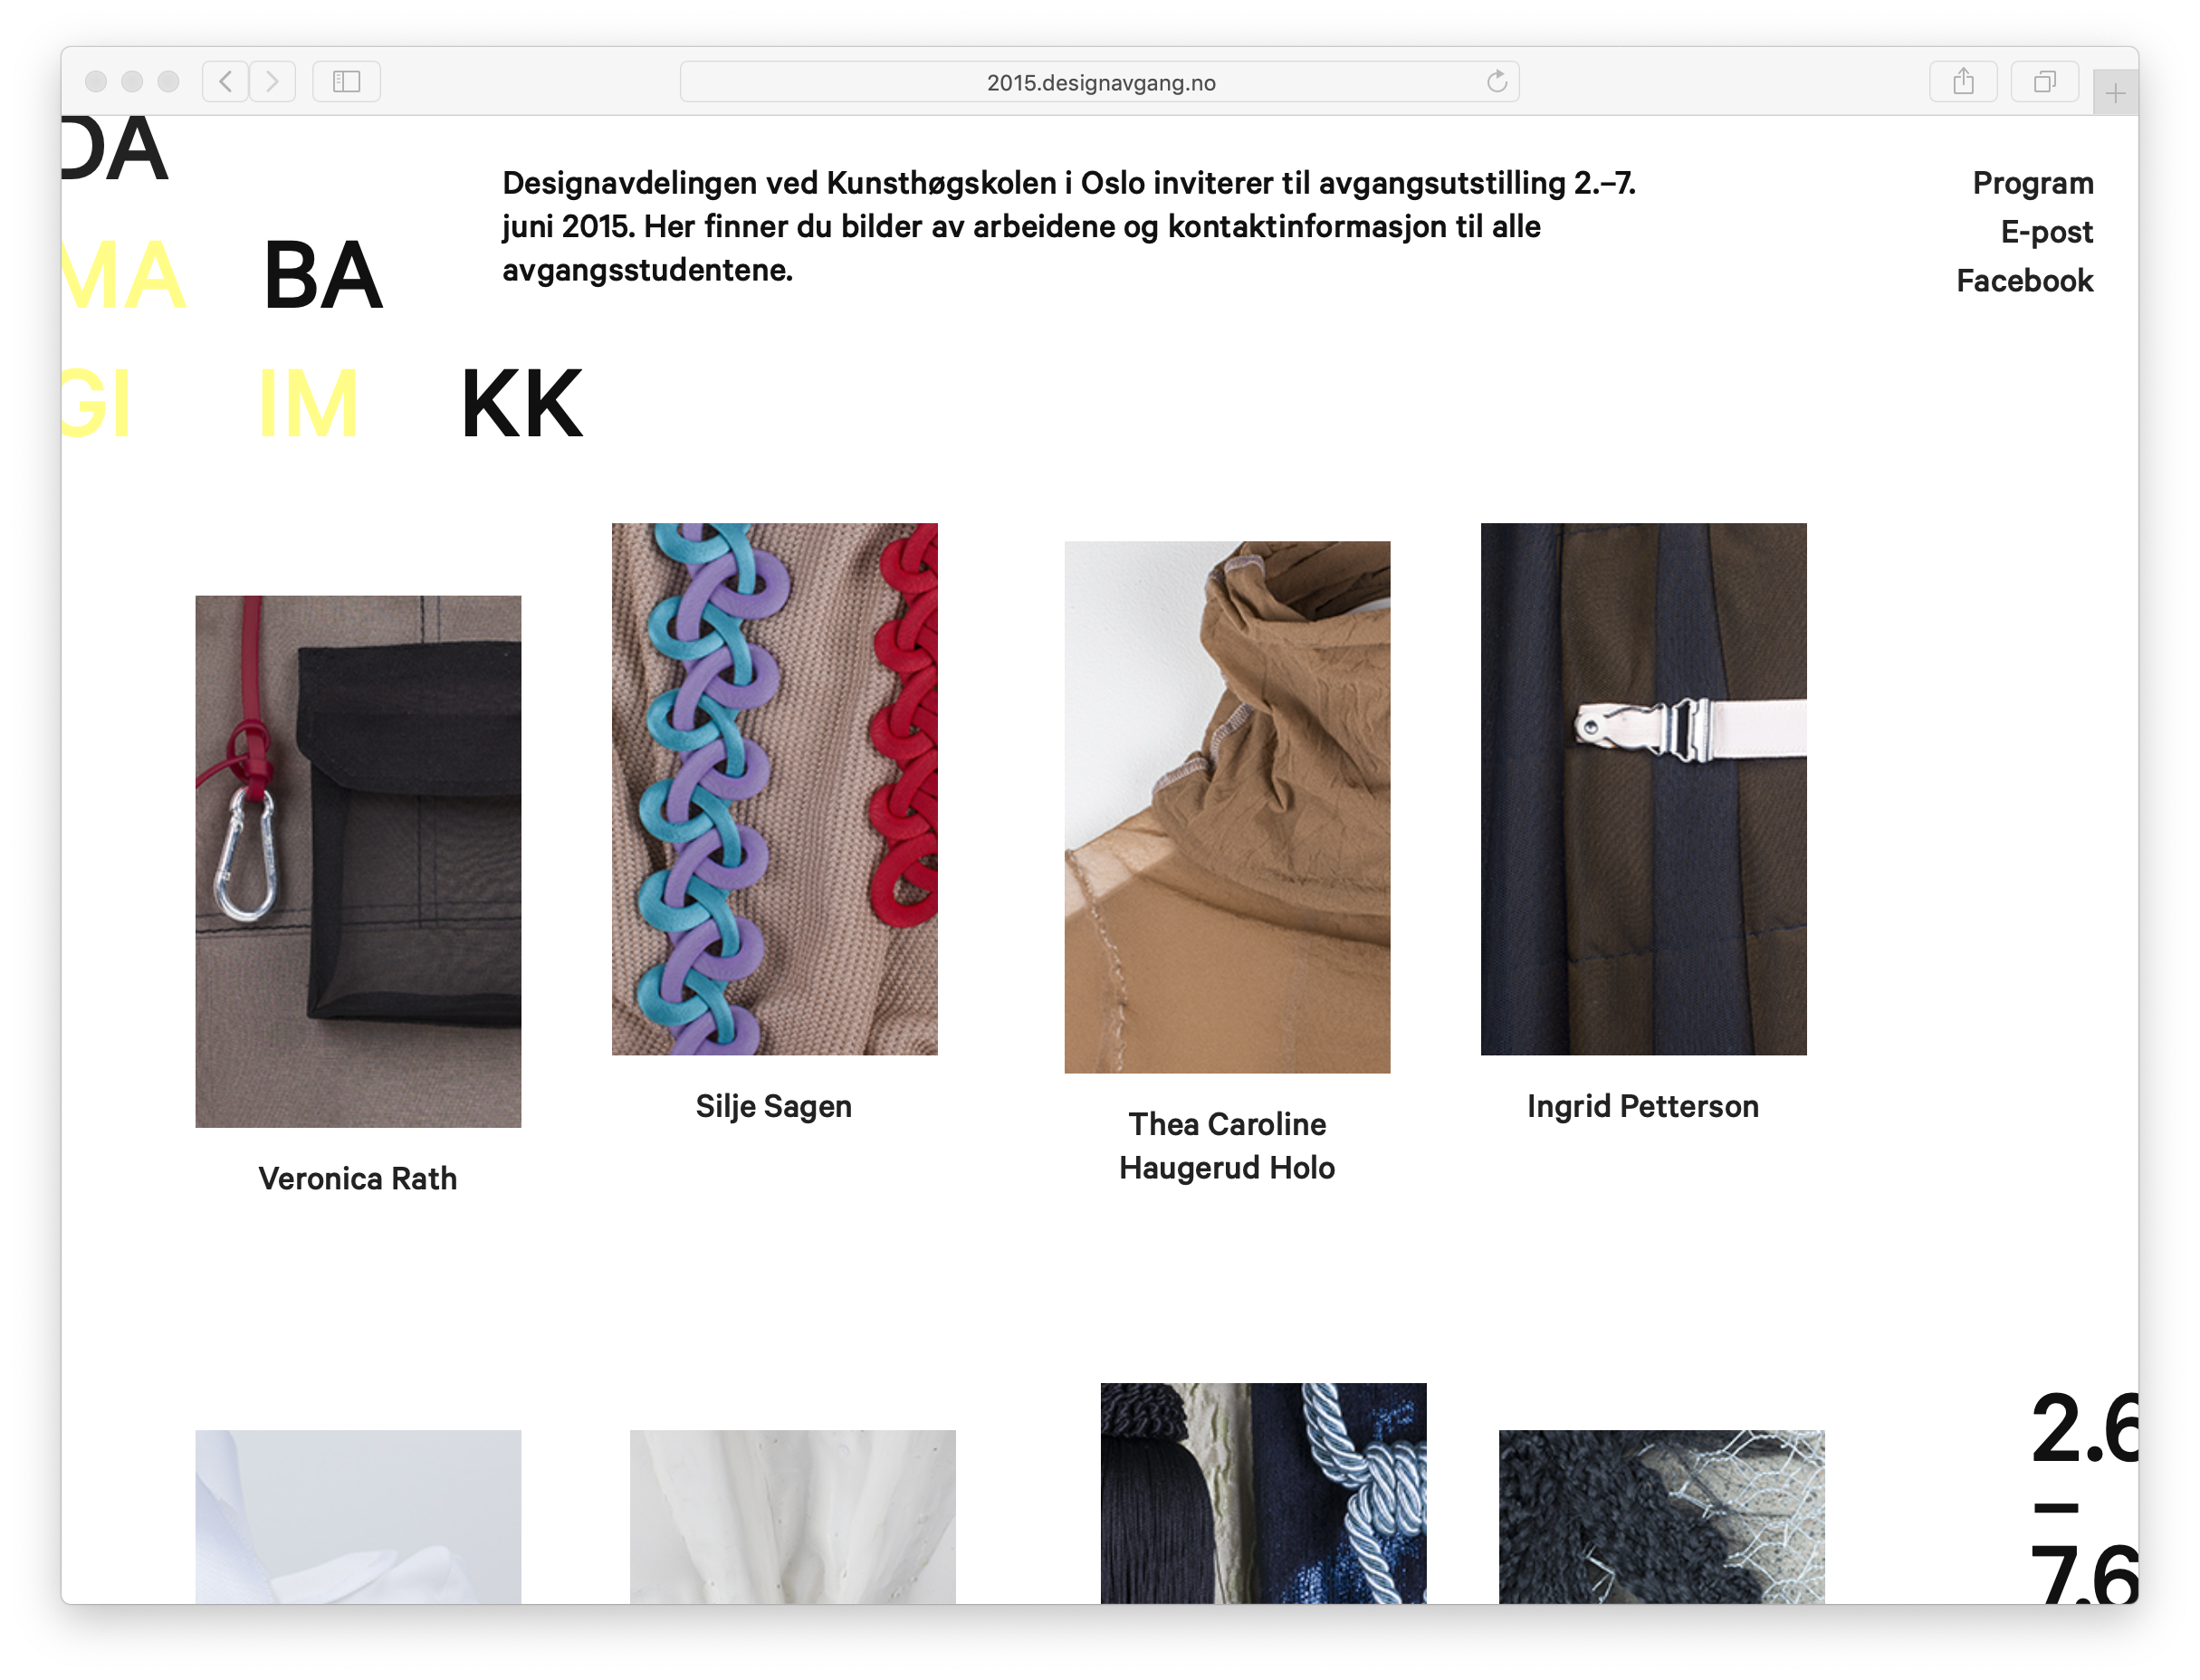 2015.designavgang.no
DA
Designavdelingen ved Kunsthøgskolen i Oslo inviterer til avgangsutstilling 2.–7.
juni 2015. Her finner du bilder av arbeidene og kontaktinformasjon til alle
avgangsstudentene.
Program
E-post
Facebook
MA BA
GI IM KK
Veronica Rath
Silje Sagen
Thea Caroline
Haugerud Holo
Ingrid Petterson
2.6
–
7.6